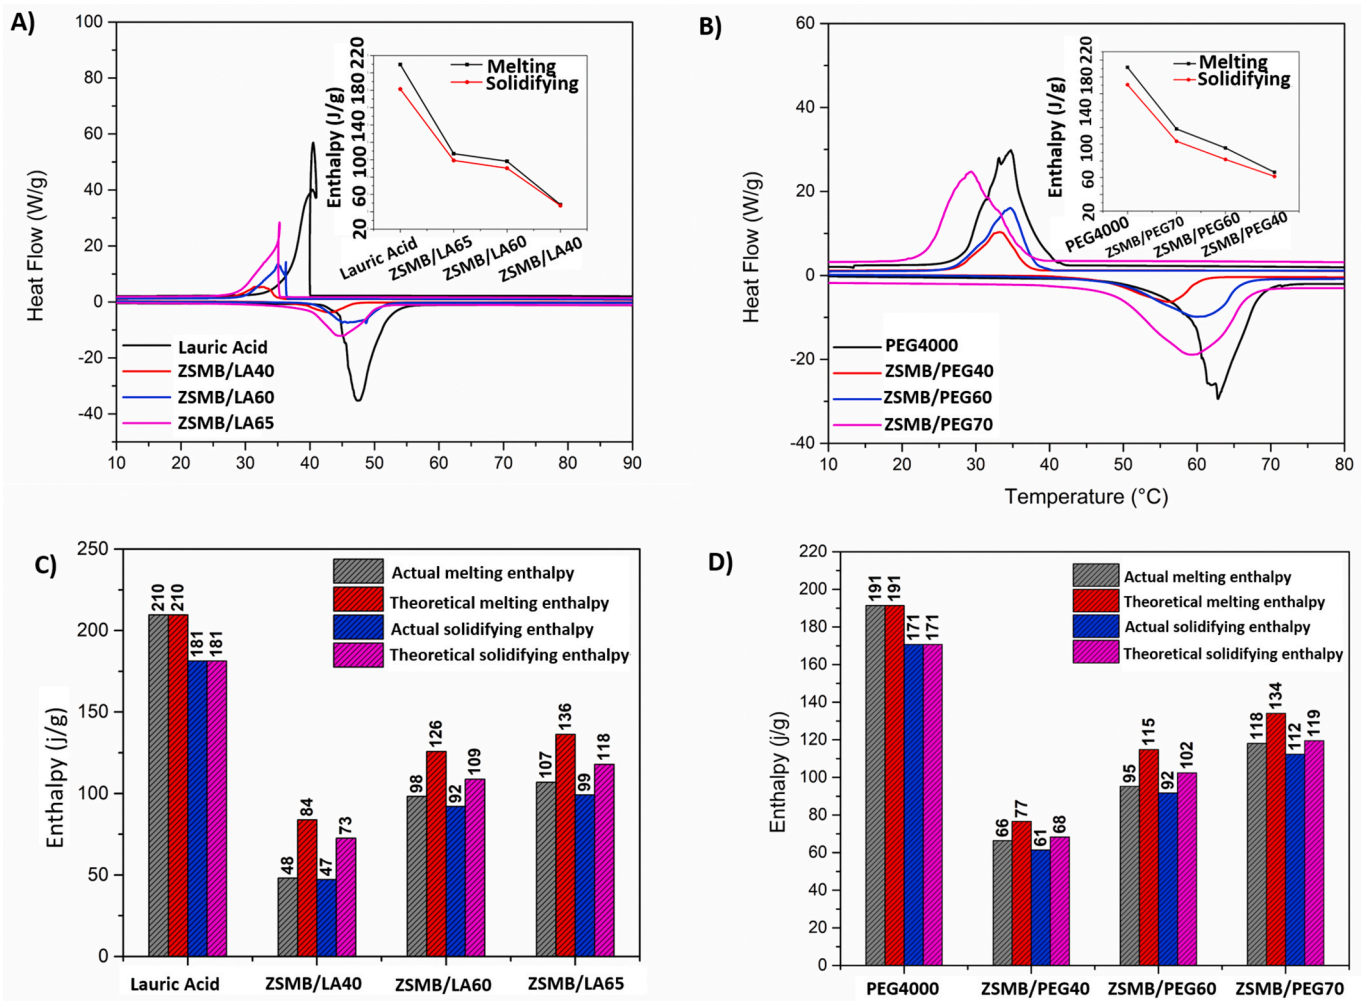 A)
100
80
60
40
20
0
-20
-40
Heat Flow (W/g)
10 20 30 40 50 60 70 80 90
Lauric Acid
ZSMB/LA40
ZSMB/LA60
ZSMB/LA65
Enthalpy (J/g)
220
180
140
100
60
20
Melting
Solidifying
Lauric Acid
ZSMB/LA65
ZSMB/LA60
ZSMB/LA40
B)
60
40
20
0
-20
-40
Heat Flow (W/g)
10 20 30 40 50 60 70 80
Temperature (°C)
PEG4000
ZSMB/PEG40
ZSMB/PEG60
ZSMB/PEG70
Enthalpy (J/g)
220
180
140
100
60
20
Melting
Solidifying
PEG4000
ZSMB/PEG70
ZSMB/PEG60
ZSMB/PEG40
C)
250
200
150
100
50
0
Enthalpy (j/g)
Actual melting enthalpy
Theoretical melting enthalpy
Actual solidifying enthalpy
Theoretical solidifying enthalpy
210 210 181 181
48 84 47 73
98 126 92 109
107 136 99 118
Lauric Acid ZSMB/LA40 ZSMB/LA60 ZSMB/LA65
D)
220
200
180
160
140
120
100
80
60
40
20
0
Enthalpy (j/g)
Actual melting enthalpy
Theoretical melting enthalpy
Actual solidifying enthalpy
Theoretical solidifying enthalpy
191 191 171 171
66 77 61 68
95 115 92 102
118 134 112 119
PEG4000 ZSMB/PEG40 ZSMB/PEG60 ZSMB/PEG70